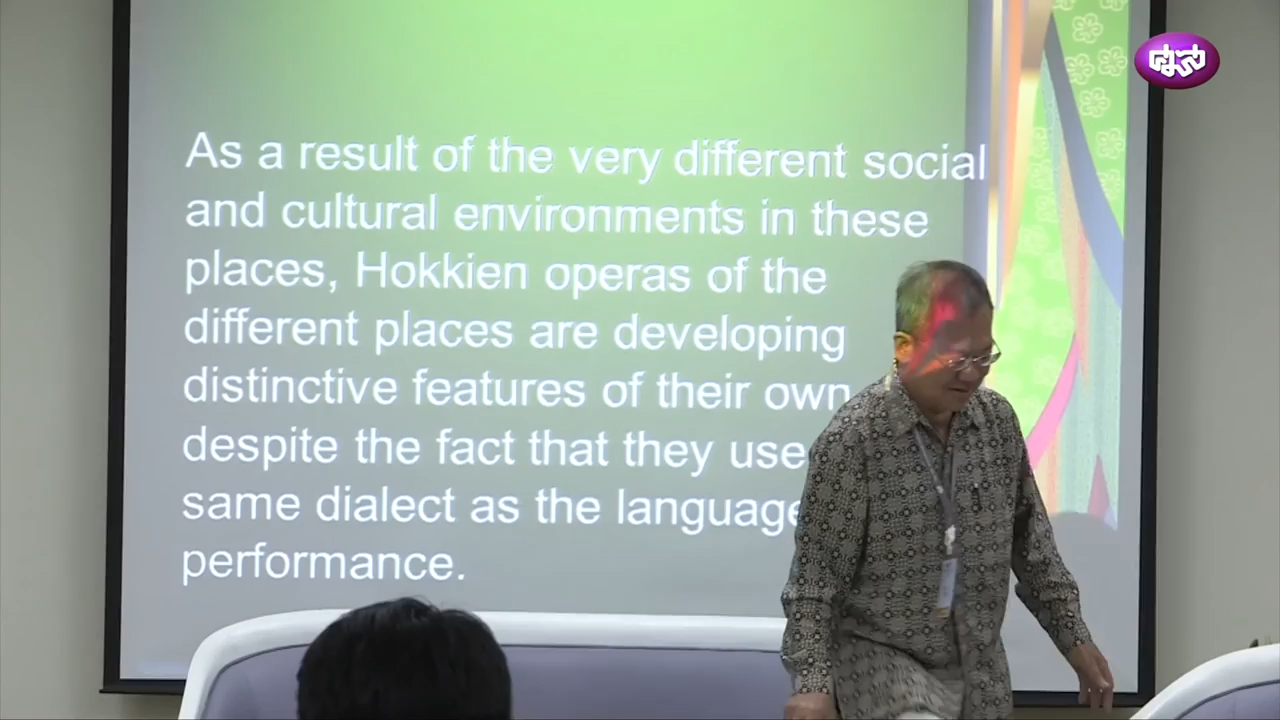 As a result of the very different social
and cultural environments in these
places, Hokkien operas of the
different places are developing
distinctive features of their own
despite the fact that they use
same dialect as the language
performance.